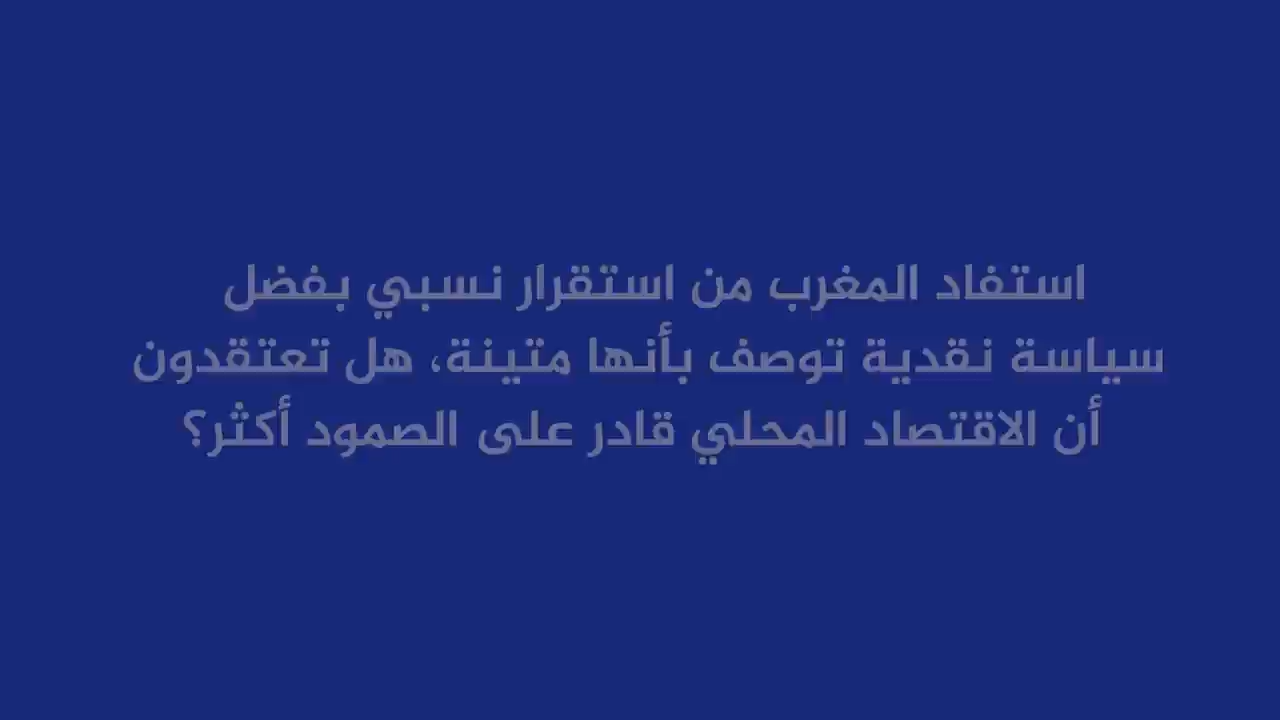 استفاد المغرب من استقرار نسبي بفضل
سياسة نقدية توصف بأنها متينة، هل تعتقدون
أن الاقتصاد المحلي قادر على الصمود أكثر؟